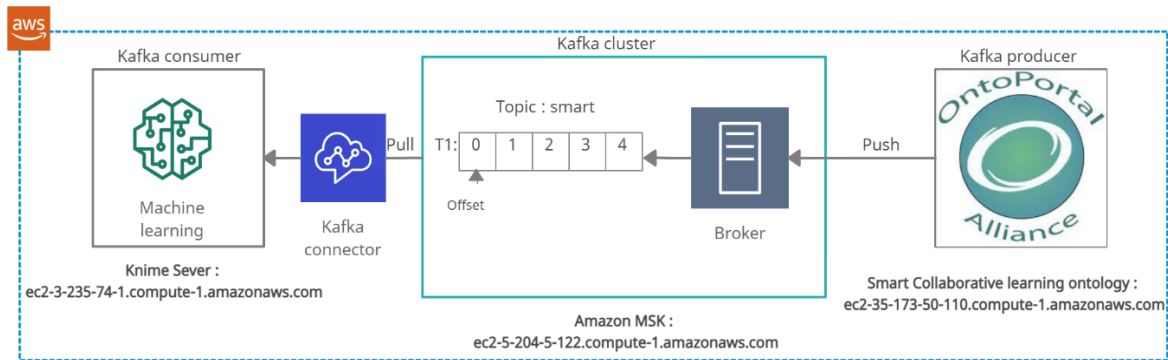 aws
Kafka consumer
Kafka cluster
Kafka producer
OntoPortal
Alliance
Topic : smart
Pull
T1:
0 1 2 3 4
Push
Offset
Machine
learning
Kafka
connector
Broker
Knime Sever :
ec2-3-235-74-1.compute-1.amazonaws.com
Smart Collaborative learning ontology :
ec2-35-173-50-110.compute-1.amazonaws.com
Amazon MSK :
ec2-5-204-5-122.compute-1.amazonaws.com